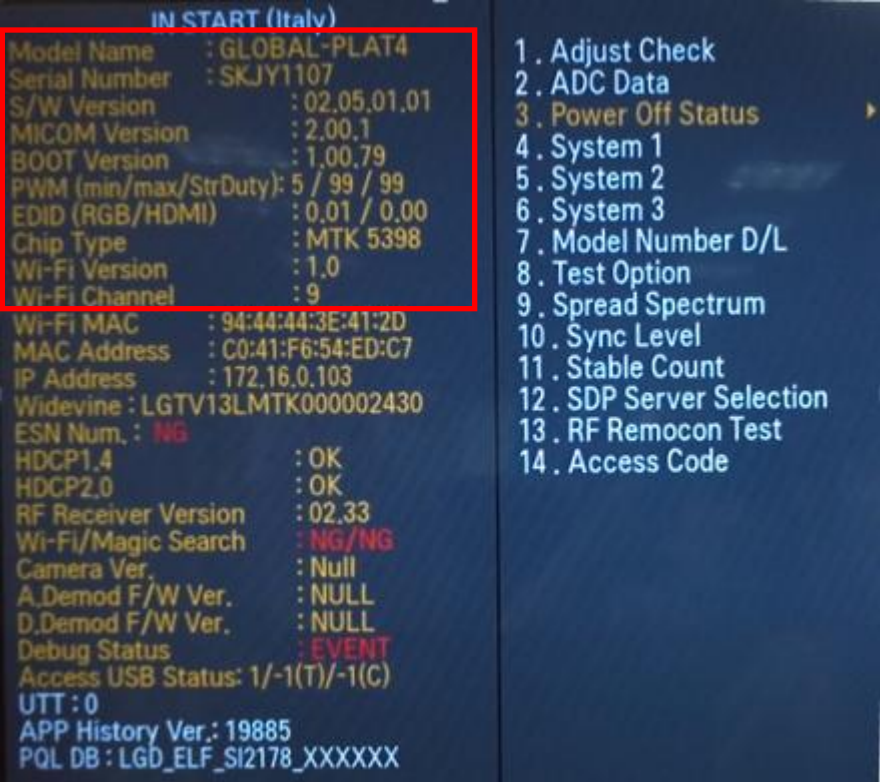 IN START (Italy)
Model Name : GLOBAL-PLAT4
Serial Number : SKJY1107
S/W Version : 02.05.01.01
MICOM Version : 2.00.1
BOOT Version : 1.00.79
PWM (min/max/StrDuty): 5 / 99 / 99
EDID (RGB/HDMI) : 0.01 / 0.00
Chip Type : MTK 5398
Wi-Fi Version : 1.0
Wi-Fi Channel : 9
Wi-Fi MAC : 94:44:44:3E:41:2D
MAC Address : C0:41:F6:54:ED:C7
IP Address : 172.16.0.103
Widevine : LGTV13LMTK000002430
ESN Num. : NG
HDCP1.4 : OK
HDCP2.0 : OK
RF Receiver Version : 02.33
Wi-Fi/Magic Search : NG/NG
Camera Ver. : Null
A.Demod F/W Ver. : NULL
D.Demod F/W Ver. : NULL
Debug Status : EVENT
Access USB Status: 1/-1(T)/-1(C)
UTT : 0
APP History Ver.: 19885
PQL DB : LGD_ELF_SI2178_XXXXXX
1 . Adjust Check
2 . ADC Data
3 . Power Off Status
4 . System 1
5 . System 2
6 . System 3
7 . Model Number D/L
8 . Test Option
9 . Spread Spectrum
10 . Sync Level
11 . Stable Count
12 . SDP Server Selection
13 . RF Remocon Test
14 . Access Code